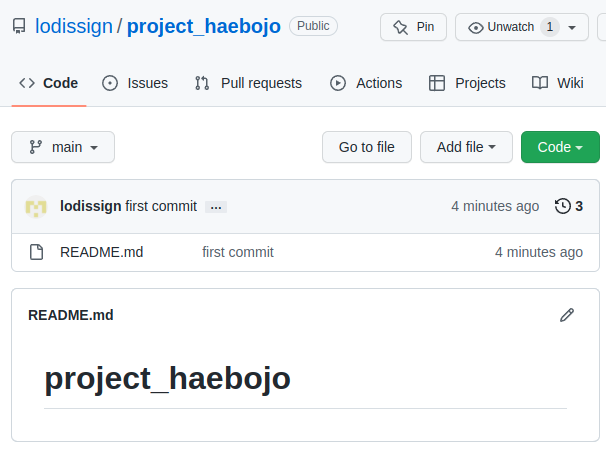 lodissign / project_haebojo Public Pin Unwatch 1
Code Issues Pull requests Actions Projects Wiki
main Go to file Add file Code
lodissign first commit ... 4 minutes ago 3
README.md first commit 4 minutes ago
README.md
project_haebojo